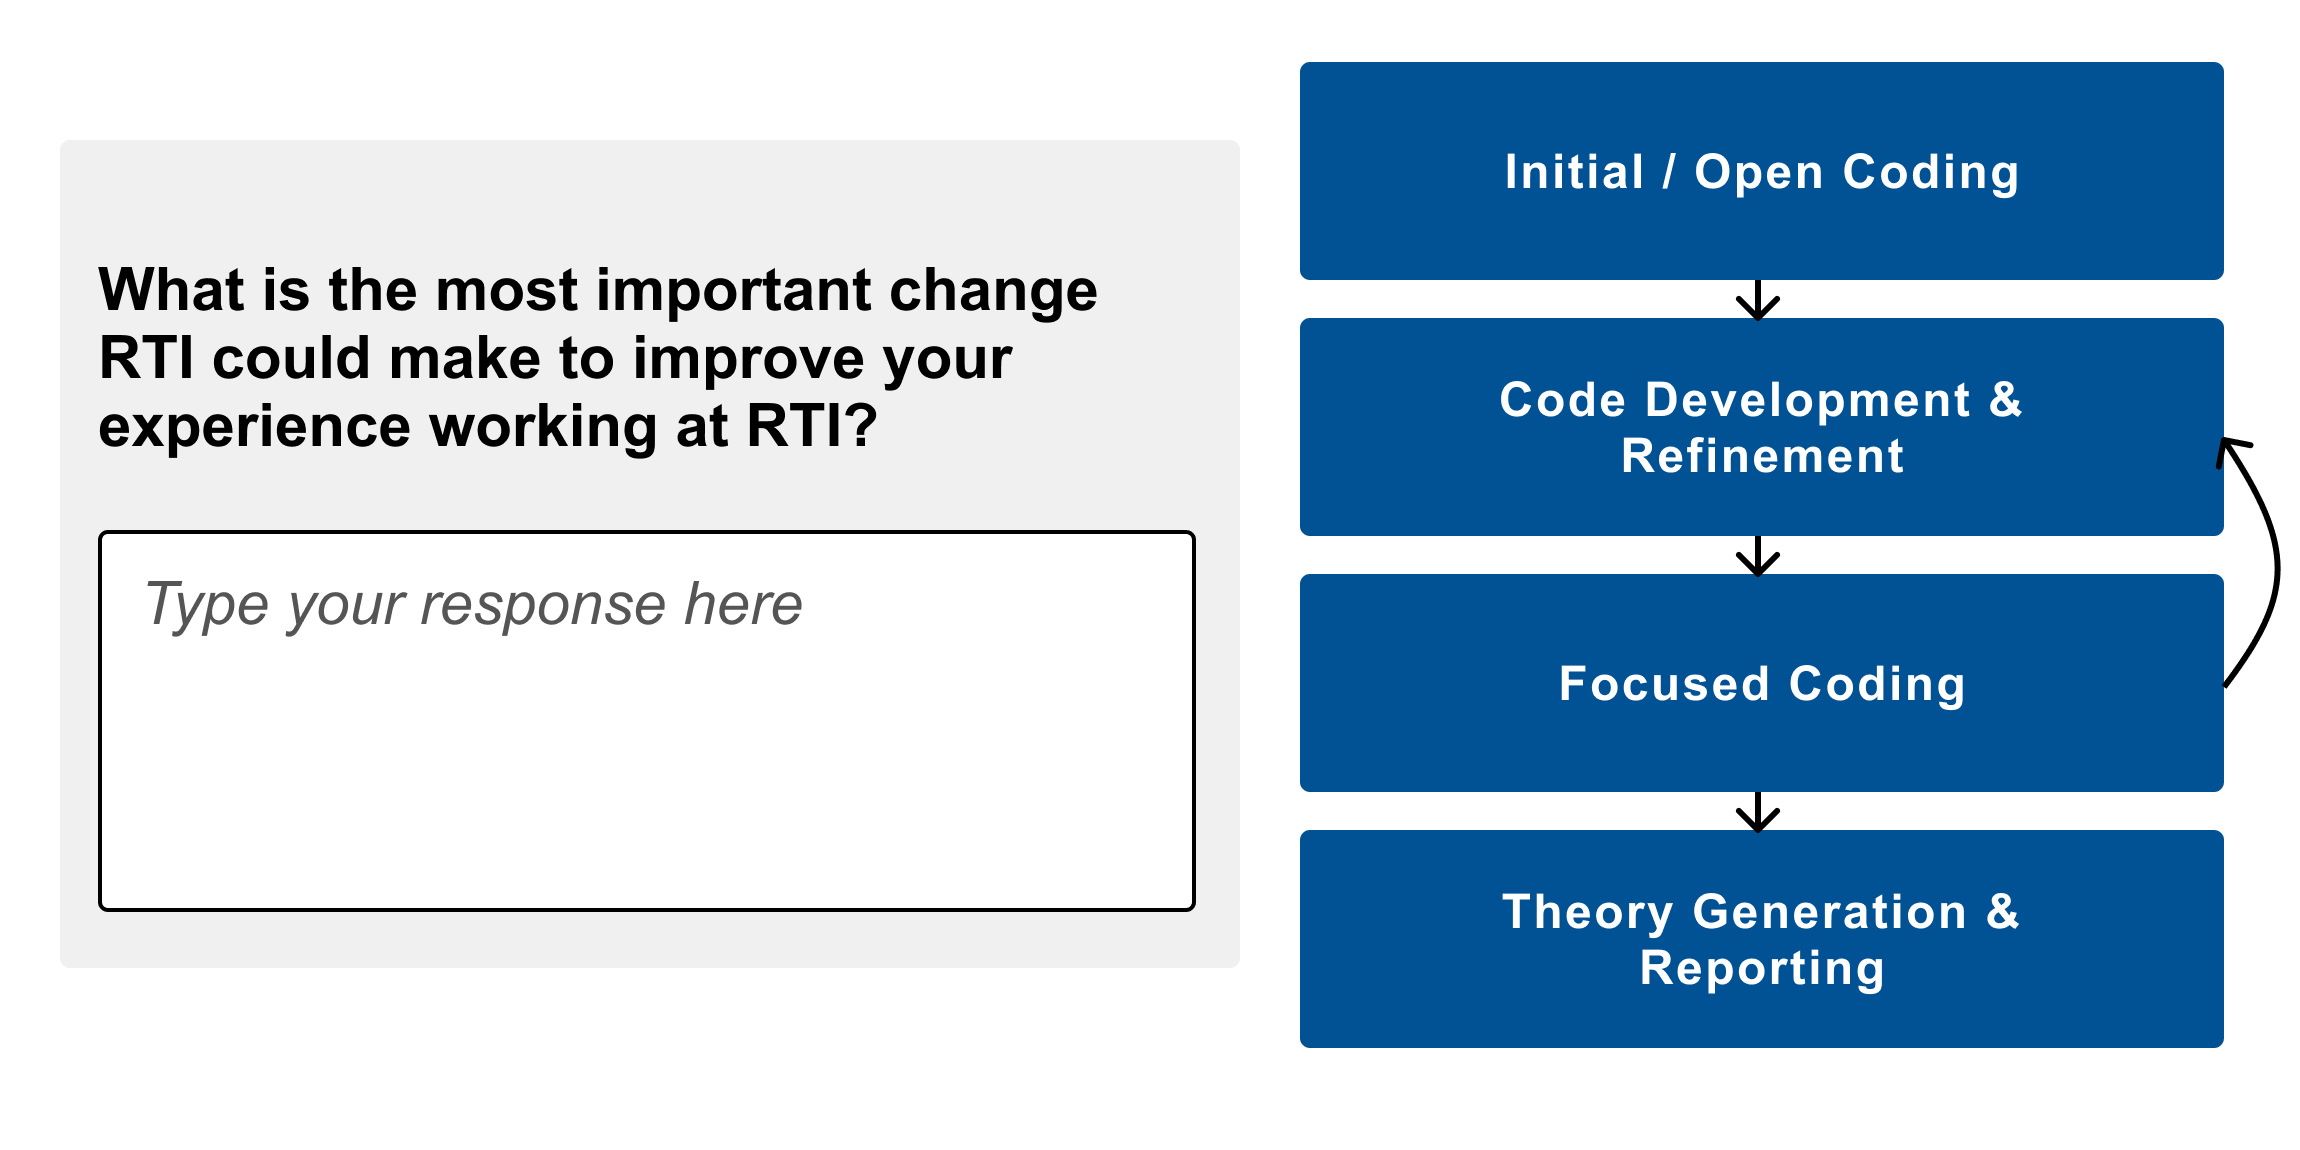 What is the most important change
RTI could make to improve your
experience working at RTI?
Type your response here
Initial / Open Coding
Code Development &
Refinement
Focused Coding
Theory Generation &
Reporting